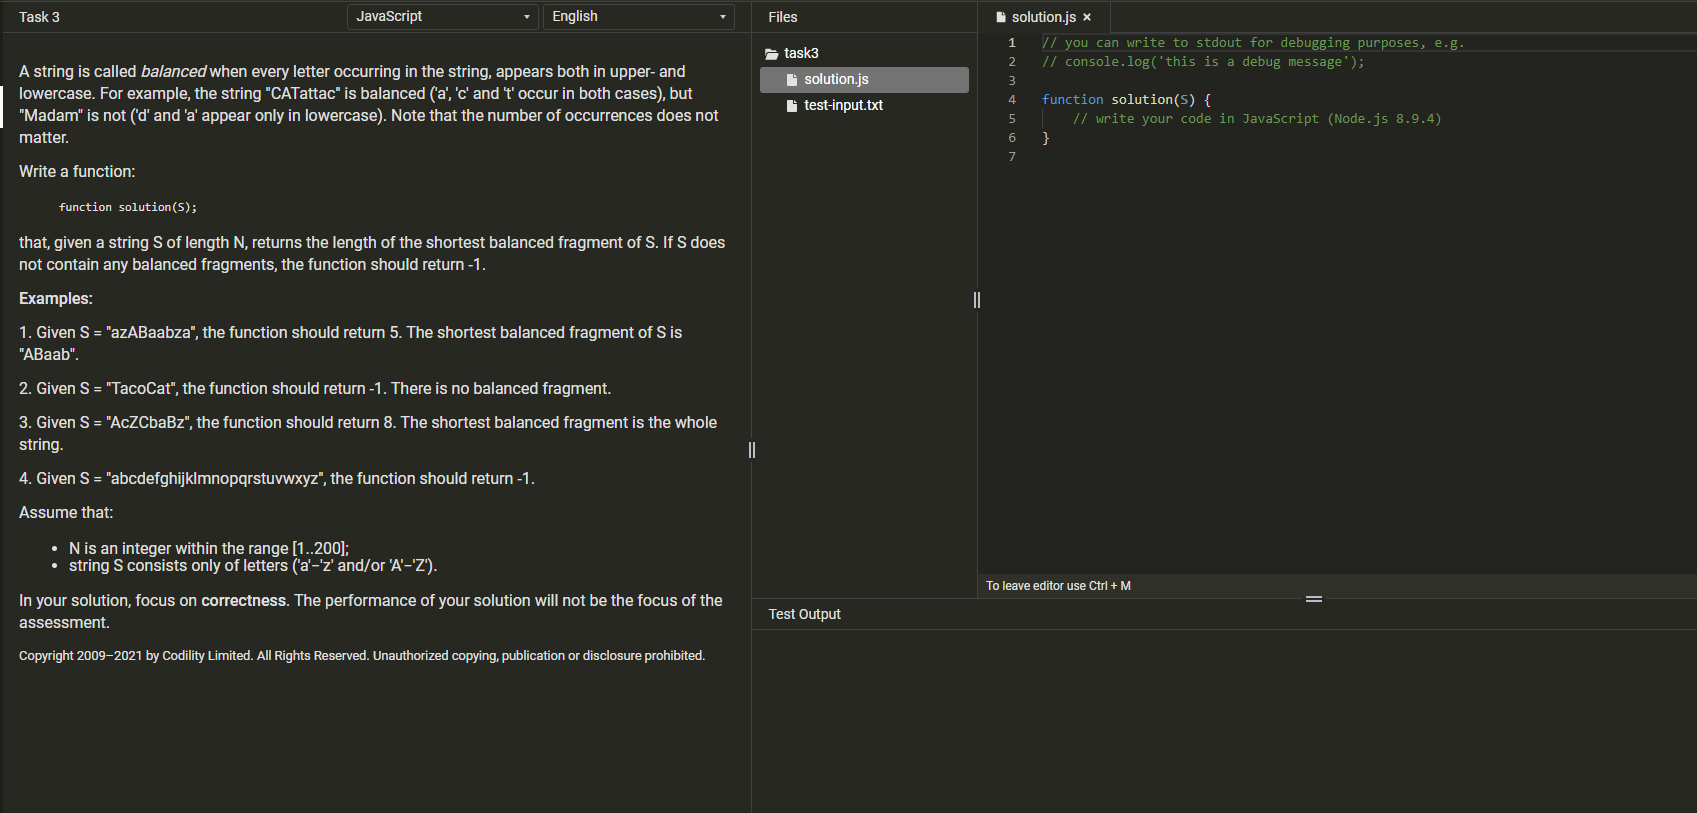 Task 3
JavaScript
English
Files
solution.js ×
A string is called balanced when every letter occurring in the string, appears both in upper- and
lowercase. For example, the string "CATattac" is balanced ('a', 'c' and 't' occur in both cases), but
"Madam" is not ('d' and 'a' appear only in lowercase). Note that the number of occurrences does not
matter.
Write a function:
function solution(S);
that, given a string S of length N, returns the length of the shortest balanced fragment of S. If S does
not contain any balanced fragments, the function should return -1.
Examples:
1. Given S = "azABaabza", the function should return 5. The shortest balanced fragment of S is
"ABaab".
2. Given S = "TacoCat", the function should return -1. There is no balanced fragment.
3. Given S = "AcZCbaBz", the function should return 8. The shortest balanced fragment is the whole
string.
4. Given S = "abcdefghijklmnopqrstuvwxyz", the function should return -1.
Assume that:
• N is an integer within the range [1..200];
• string S consists only of letters ('a'−'z' and/or 'A'−'Z').
In your solution, focus on correctness. The performance of your solution will not be the focus of the
assessment.
Copyright 2009–2021 by Codility Limited. All Rights Reserved. Unauthorized copying, publication or disclosure prohibited.
task3
solution.js
test-input.txt
1 // you can write to stdout for debugging purposes, e.g.
2 // console.log('this is a debug message');
3
4 function solution(S) {
5 // write your code in JavaScript (Node.js 8.9.4)
6 }
7
To leave editor use Ctrl + M
Test Output